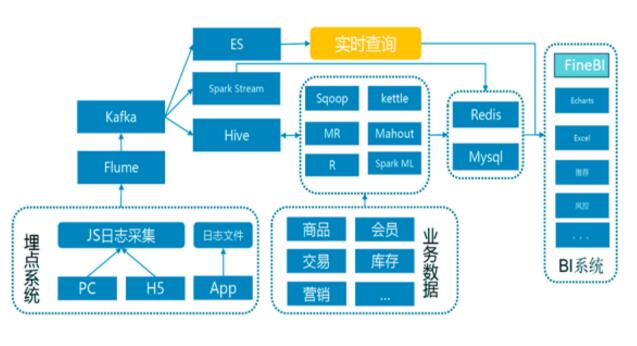 ES
实时查询
FineBI
Spark Stream
Sqoop
kettle
Echarts
Kafka
Redis
Hive
MR
Mahout
Excel
Mysql
Flume
R
Spark ML
推荐
风控
...
BI系统
埋点系统
JS日志采集
日志文件
PC
H5
App
商品
会员
交易
库存
营销
...
业务数据